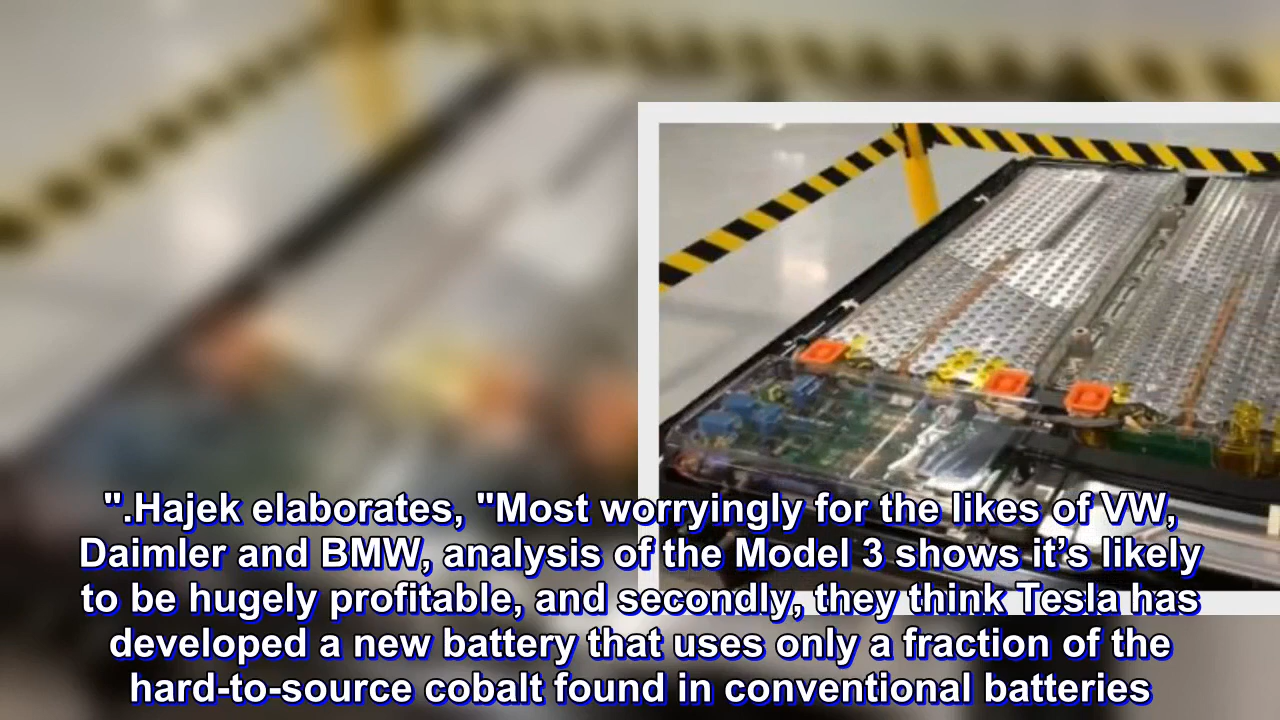 ".Hajek elaborates, "Most worryingly for the likes of VW,
Daimler and BMW, analysis of the Model 3 shows it’s likely
to be hugely profitable, and secondly, they think Tesla has
developed a new battery that uses only a fraction of the
hard-to-source cobalt found in conventional batteries